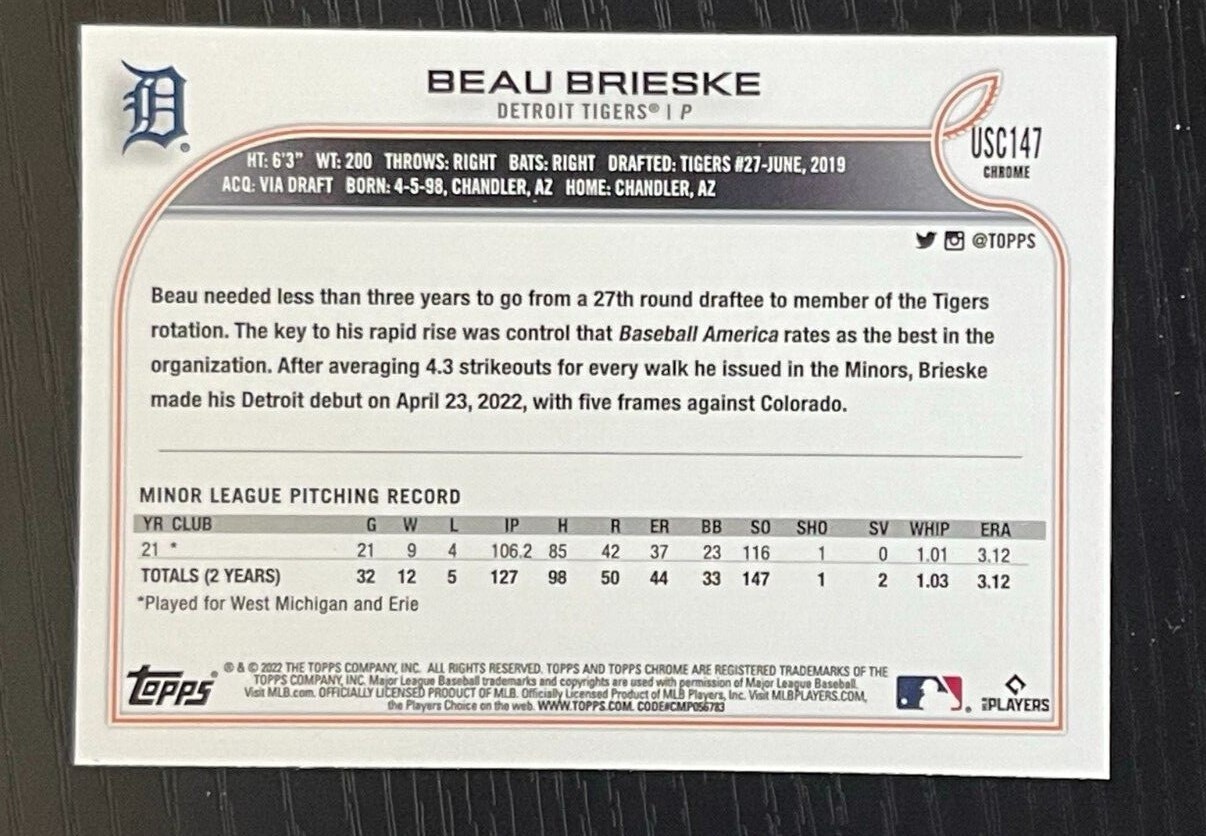 D
BEAU BRIESKE
DETROIT TIGERS® | P
USC147
CHROME
HT: 6'3" WT: 200 THROWS: RIGHT BATS: RIGHT DRAFTED: TIGERS #27-JUNE, 2019
ACQ: VIA DRAFT BORN: 4-5-98, CHANDLER, AZ HOME: CHANDLER, AZ
@TOPPS
Beau needed less than three years to go from a 27th round draftee to member of the Tigers
rotation. The key to his rapid rise was control that Baseball America rates as the best in the
organization. After averaging 4.3 strikeouts for every walk he issued in the Minors, Brieske
made his Detroit debut on April 23, 2022, with five frames against Colorado.
MINOR LEAGUE PITCHING RECORD
YR CLUB G W L IP H R ER BB SO SHO SV WHIP ERA
21 * 21 9 4 106.2 85 42 37 23 116 1 0 1.01 3.12
TOTALS (2 YEARS) 32 12 5 127 98 50 44 33 147 1 2 1.03 3.12
*Played for West Michigan and Erie
TOPPS®
® & © 2022 THE TOPPS COMPANY, INC. ALL RIGHTS RESERVED. TOPPS AND TOPPS CHROME ARE REGISTERED TRADEMARKS OF THE
TOPPS COMPANY, INC. Major League Baseball trademarks and copyrights are used with permission of Major League Baseball.
Visit MLB.com. OFFICIALLY LICENSED PRODUCT OF MLB. Officially Licensed Product of MLB Players, Inc. Visit MLBPLAYERS.COM,
the Players Choice on the web. WWW.TOPPS.COM. CODE#CMP056783
MLB PLAYERS